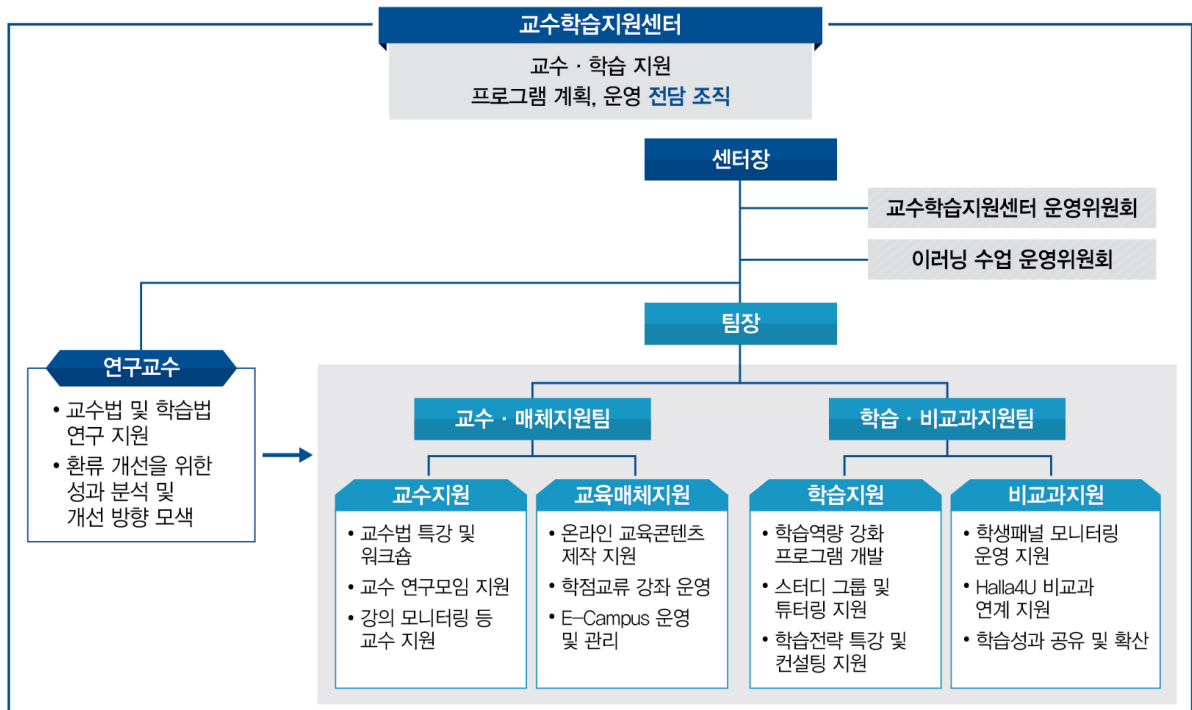 교수학습지원센터
교수 · 학습 지원
프로그램 계획, 운영 전담 조직
센터장
교수학습지원센터 운영위원회
이러닝 수업 운영위원회
팀장
연구교수
• 교수법 및 학습법
연구 지원
• 환류 개선을 위한
성과 분석 및
개선 방향 모색
교수 · 매체지원팀
학습 · 비교과지원팀
교수지원
• 교수법 특강 및
워크숍
• 교수 연구모임 지원
• 강의 모니터링 등
교수 지원
교육매체지원
• 온라인 교육콘텐츠
제작 지원
• 학점교류 강좌 운영
• E-Campus 운영
및 관리
학습지원
• 학습역량 강화
프로그램 개발
• 스터디 그룹 및
튜터링 지원
• 학습전략 특강 및
컨설팅 지원
비교과지원
• 학생패널 모니터링
운영 지원
• Halla4U 비교과
연계 지원
• 학습성과 공유 및 확산